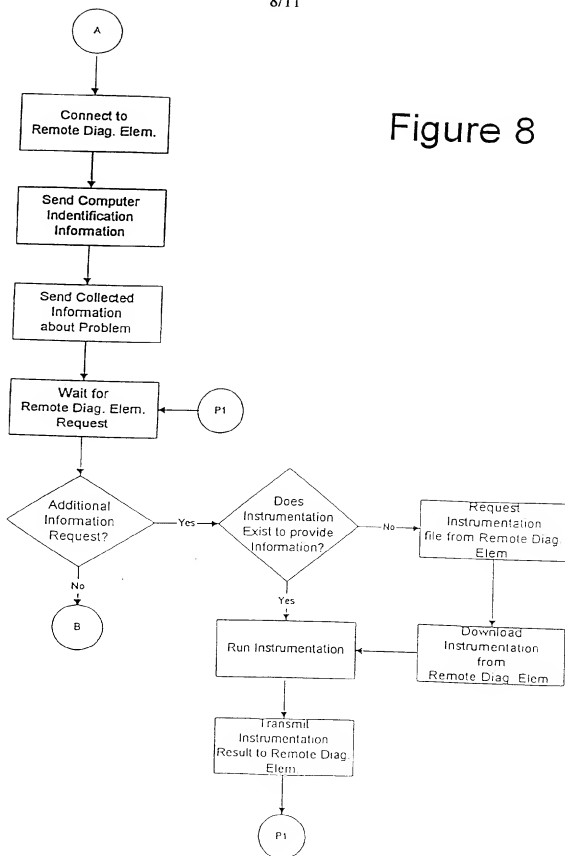 8/11
A
Connect to
Remote Diag. Elem.
Figure 8
Send Computer
Indentification
Information
Send Collected
Information
about Problem
Wait for
Remote Diag. Elem.
Request
P1
Additional
Information
Request?
Yes
Does
Instrumentation
Exist to provide
Information?
No
Request
Instrumentation
file from Remote Diag.
Elem
No
B
Yes
Run Instrumentation
Download
Instrumentation
from
Remote Diag. Elem
Transmit
Instrumentation
Result to Remote Diag.
Elem.
P1